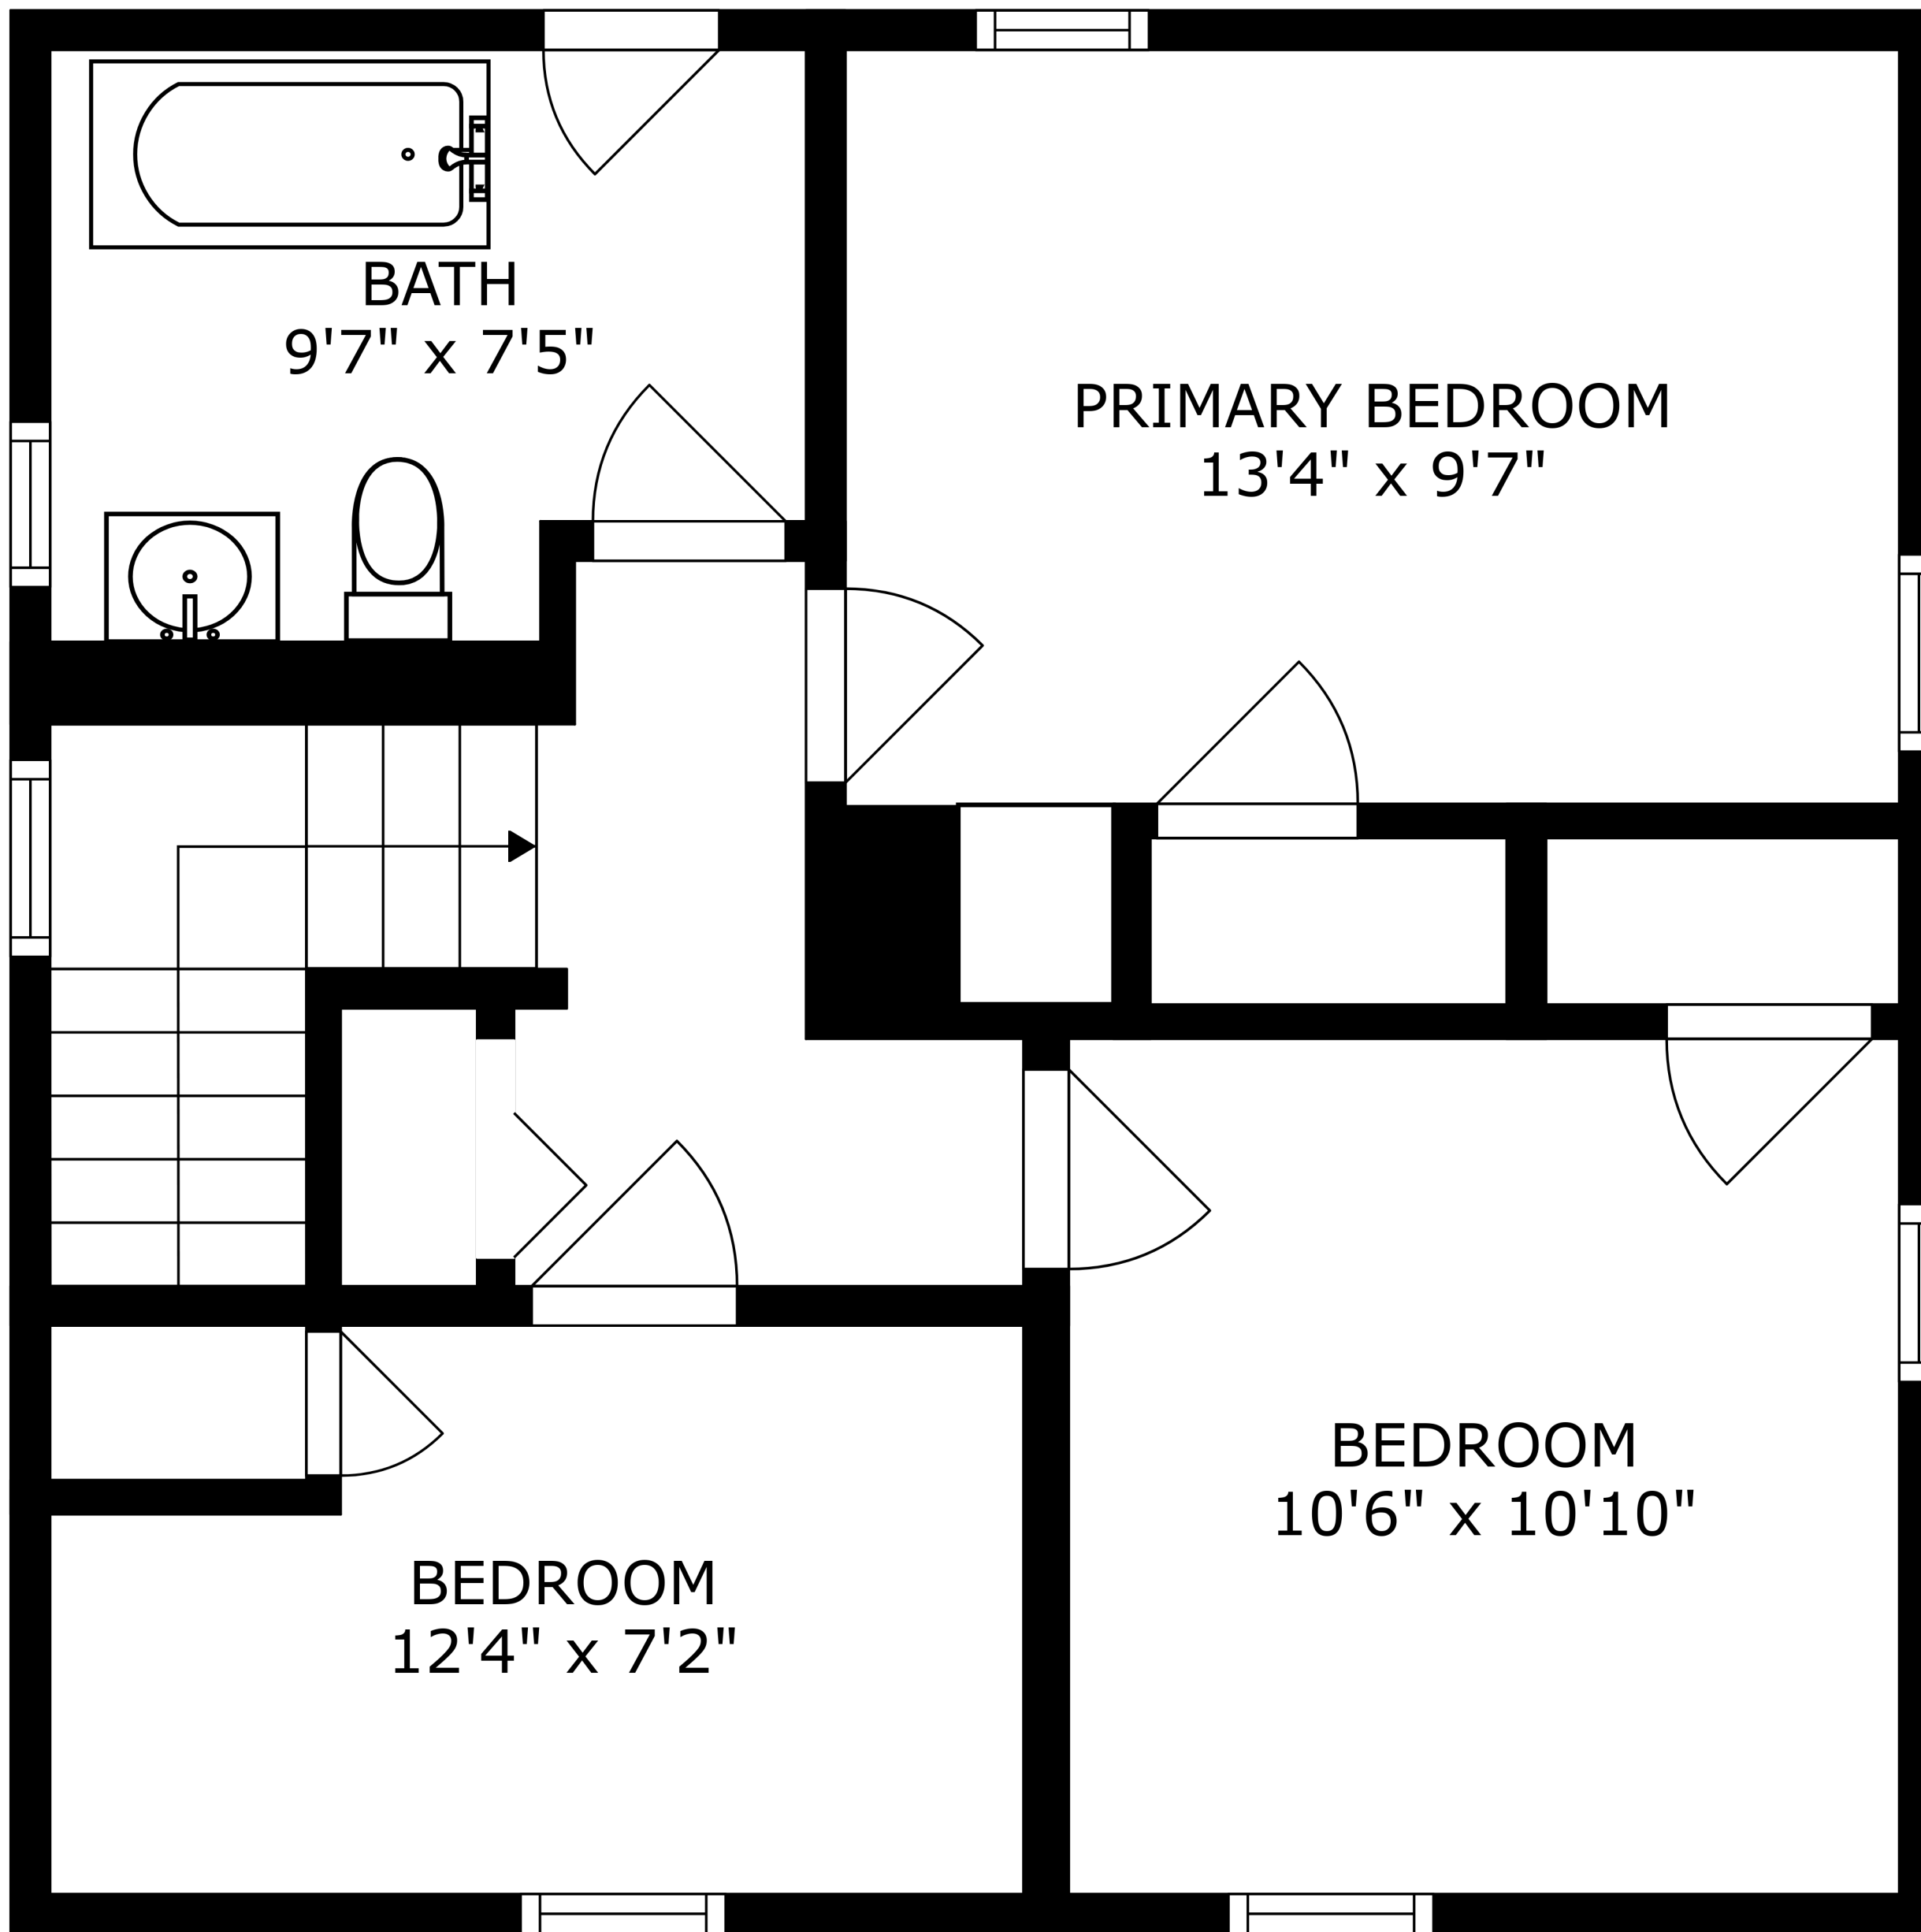 BATH
9'7" x 7'5"
PRIMARY BEDROOM
13'4" x 9'7"
BEDROOM
10'6" x 10'10"
BEDROOM
12'4" x 7'2"